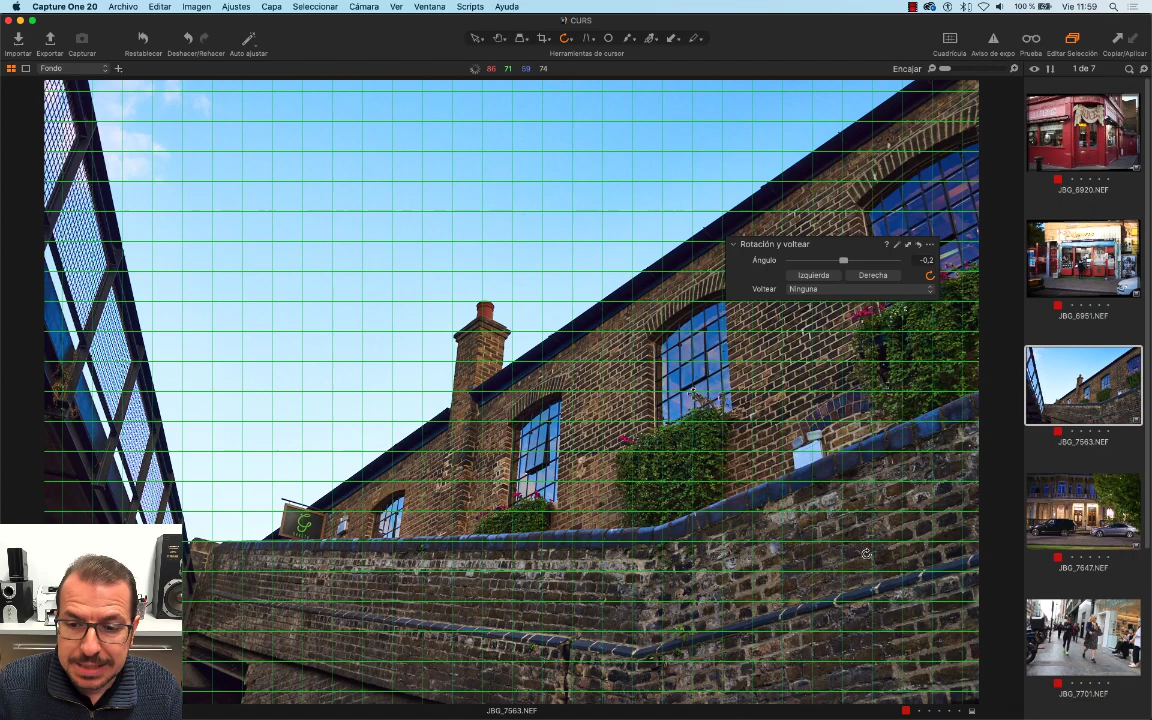 Capture One 20 Archivo Editar Imagen Ajustes Capa Seleccionar Cámara Ver Ventana Scripts Ayuda 100 % Vie 11:59
CURS
Importar Exportar Capturar Restablecer Deshacer/Rehacer Auto ajustar Herramientas de cursor Cuadrícula Aviso de expo Prueba Editar Selección Copiar/Aplicar
Fondo 86 71 59 74 Encajar 1 de 7
JBG_6920.NEF
Rotación y voltear ?
Ángulo -0,2
Izquierda Derecha
Voltear Ninguna
JBG_6951.NEF
JBG_7563.NEF
JBG_7647.NEF
JBG_7701.NEF
JBG_7563.NEF